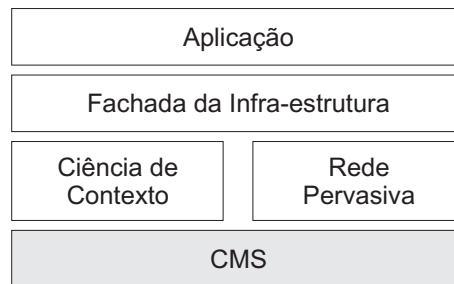 Aplicação
Fachada da Infra-estrutura
Ciência de
Contexto
Rede
Pervasiva
CMS